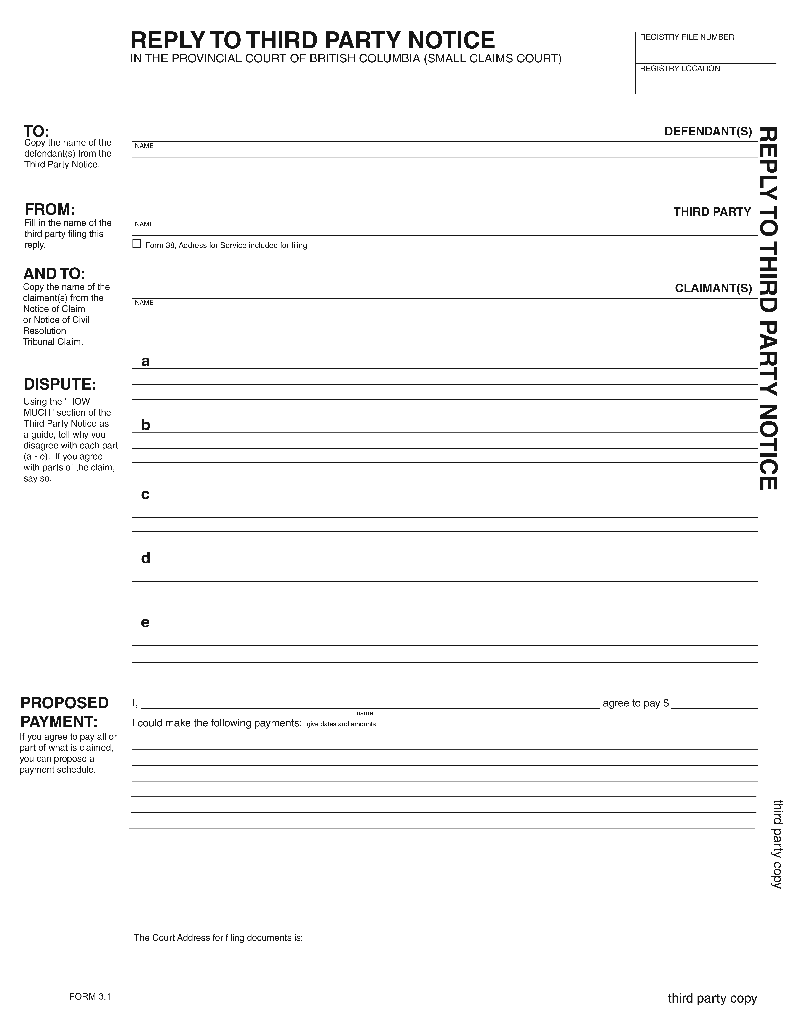 REPLY TO THIRD PARTY NOTICE
IN THE PROVINCIAL COURT OF BRITISH COLUMBIA (SMALL CLAIMS COURT)
REGISTRY FILE NUMBER
REGISTRY LOCATION
TO:
Copy the name of the
defendant(s) from the
Third Party Notice.
DEFENDANT(S)
NAME
FROM:
Fill in the name of the
third party filing this
reply.
THIRD PARTY
NAME
☐ Form 38, Address for Service included for filing
AND TO:
Copy the name of the
claimant(s) from the
Notice of Claim
or Notice of Civil
Resolution
Tribunal Claim.
CLAIMANT(S)
NAME
DISPUTE:
Using the "HOW
MUCH" section of the
Third Party Notice as
a guide, tell why you
disagree with each part
(a - e). If you agree
with parts of the claim,
say so.
a
b
c
d
e
PROPOSED
PAYMENT:
If you agree to pay all or
part of what is claimed,
you can propose a
payment schedule.
I, agree to pay $
name
I could make the following payments: give dates and amounts
The Court Address for filing documents is:
FORM 3.1
third party copy
REPLY TO THIRD PARTY NOTICE
third party copy